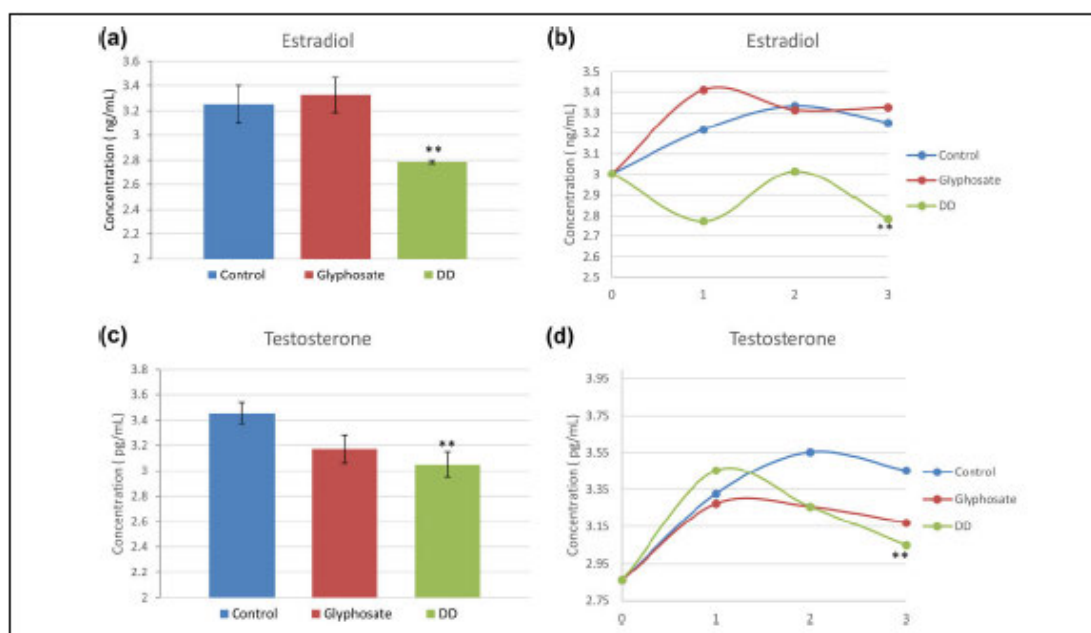 (a)
Estradiol
Concentration ( ng/mL)
3.6
3.4
3.2
3
2.8
2.6
2.4
2.2
2
**
Control
Glyphosate
DD
(b)
Estradiol
Concentration ( ng/mL)
3.5
3.4
3.3
3.2
3.1
3
2.9
2.8
2.7
2.6
2.5
0
1
2
3
**
Control
Glyphosate
DD
(c)
Testosterone
Concentration ( pg/mL)
3.8
3.6
3.4
3.2
3
2.8
2.6
2.4
2.2
2
**
Control
Glyphosate
DD
(d)
Testosterone
Concentration ( pg/mL)
3.95
3.75
3.55
3.35
3.15
2.95
2.75
0
1
2
3
**
Control
Glyphosate
DD